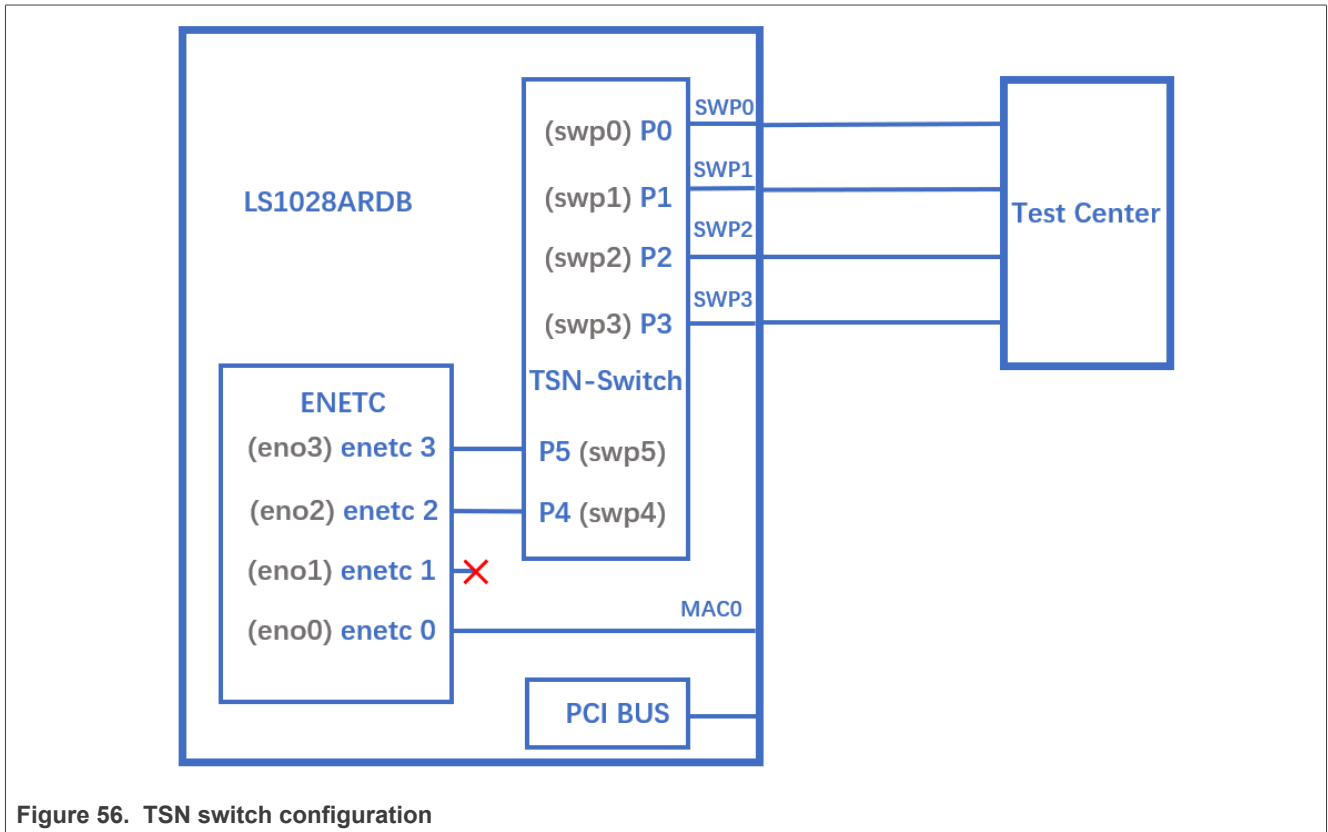 SWP0
(swp0) P0
SWP1
(swp1) P1
LS1028ARDB
Test Center
SWP2
(swp2) P2
SWP3
(swp3) P3
TSN-Switch
ENETC
(eno3) enetc 3
P5 (swp5)
(eno2) enetc 2
P4 (swp4)
(eno1) enetc 1
MAC0
(eno0) enetc 0
PCI BUS
Figure 56. TSN switch configuration